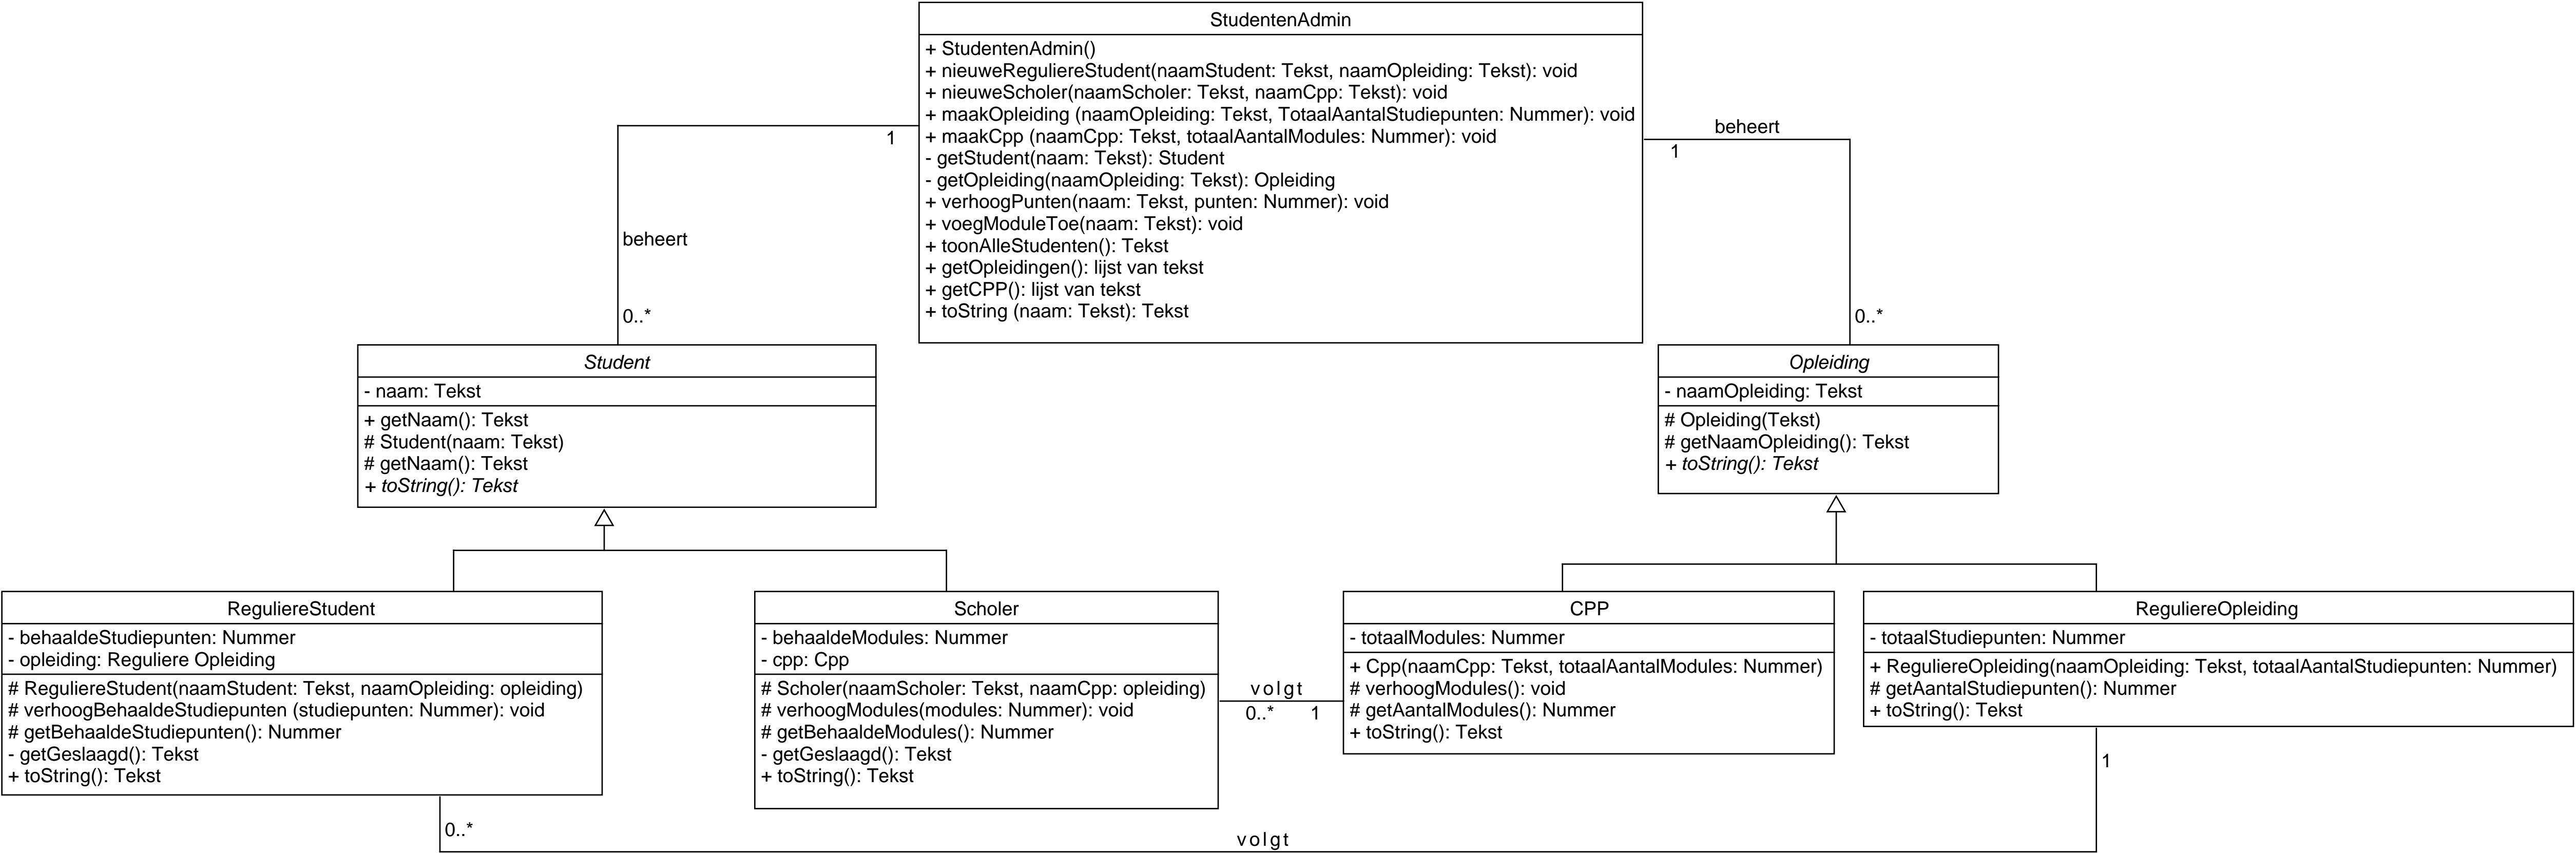 StudentenAdmin
+ StudentenAdmin()
+ nieuweReguliereStudent(naamStudent: Tekst, naamOpleiding: Tekst): void
+ nieuweScholer(naamScholer: Tekst, naamCpp: Tekst): void
+ maakOpleiding (naamOpleiding: Tekst, TotaalAantalStudiepunten: Nummer): void
+ maakCpp (naamCpp: Tekst, totaalAantalModules: Nummer): void
- getStudent(naam: Tekst): Student
- getOpleiding(naamOpleiding: Tekst): Opleiding
+ verhoogPunten(naam: Tekst, punten: Nummer): void
+ voegModuleToe(naam: Tekst): void
+ toonAlleStudenten(): Tekst
+ getOpleidingen(): lijst van tekst
+ getCPP(): lijst van tekst
+ toString (naam: Tekst): Tekst
1
beheert
0..*
beheert
1
0..*
Student
- naam: Tekst
+ getNaam(): Tekst
# Student(naam: Tekst)
# getNaam(): Tekst
+ toString(): Tekst
Opleiding
- naamOpleiding: Tekst
# Opleiding(Tekst)
# getNaamOpleiding(): Tekst
+ toString(): Tekst
ReguliereStudent
- behaaldeStudiepunten: Nummer
- opleiding: Reguliere Opleiding
# ReguliereStudent(naamStudent: Tekst, naamOpleiding: opleiding)
# verhoogBehaaldeStudiepunten (studiepunten: Nummer): void
# getBehaaldeStudiepunten(): Nummer
- getGeslaagd(): Tekst
+ toString(): Tekst
Scholer
- behaaldeModules: Nummer
- cpp: Cpp
# Scholer(naamScholer: Tekst, naamCpp: opleiding)
# verhoogModules(modules: Nummer): void
# getBehaaldeModules(): Nummer
- getGeslaagd(): Tekst
+ toString(): Tekst
volgt
0..* 1
CPP
- totaalModules: Nummer
+ Cpp(naamCpp: Tekst, totaalAantalModules: Nummer)
# verhoogModules(): void
# getAantalModules(): Nummer
+ toString(): Tekst
ReguliereOpleiding
- totaalStudiepunten: Nummer
+ ReguliereOpleiding(naamOpleiding: Tekst, totaalAantalStudiepunten: Nummer)
# getAantalStudiepunten(): Nummer
+ toString(): Tekst
1
0..*
volgt